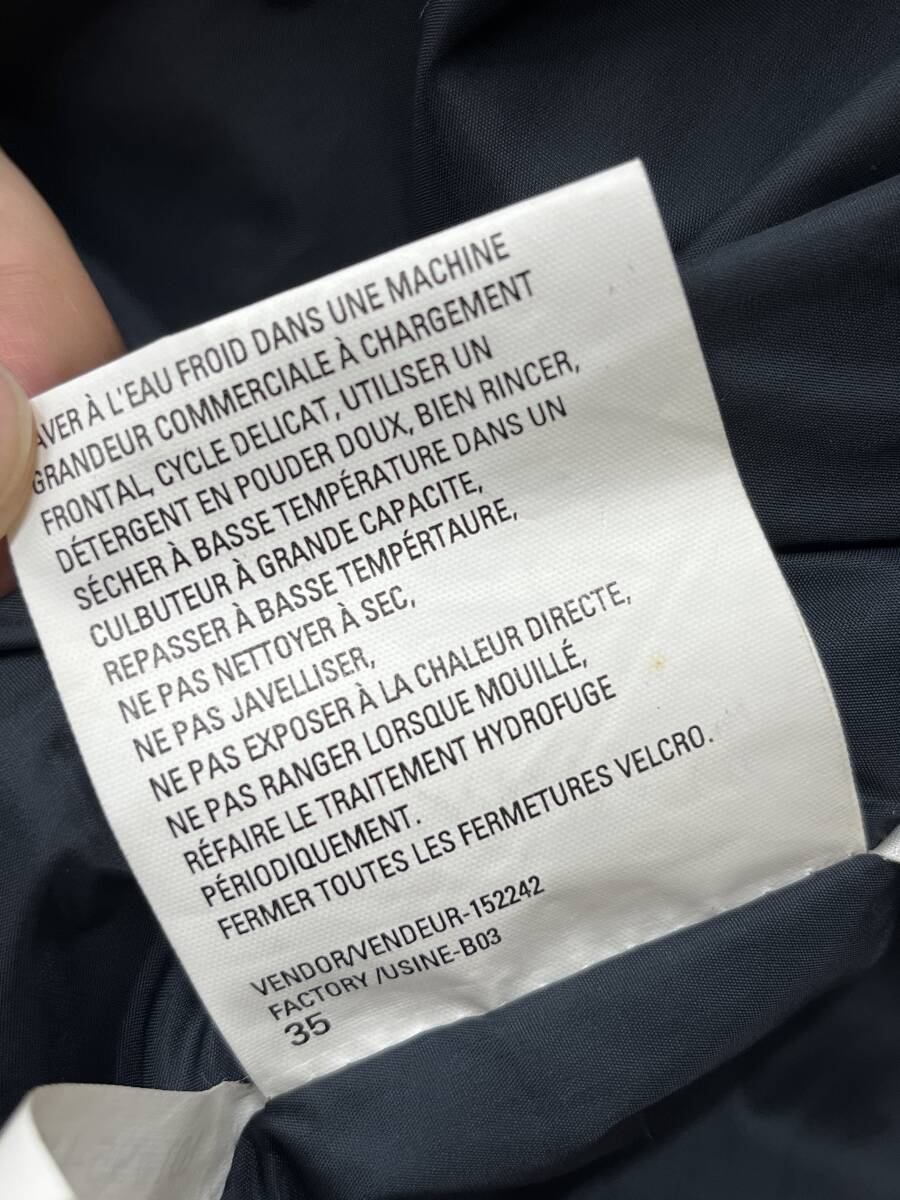 AVER À L'EAU FROID DANS UNE MACHINE
GRANDEUR COMMERCIALE À CHARGEMENT
FRONTAL, CYCLE DELICAT, UTILISER UN
DÉTERGENT EN POUDER DOUX, BIEN RINCER,
SÉCHER À BASSE TEMPÉRATURE DANS UN
CULBUTEUR À GRANDE CAPACITE,
REPASSER À BASSE TEMPÉRTAURE,
NE PAS NETTOYER À SEC,
NE PAS JAVELLISER,
NE PAS EXPOSER À LA CHALEUR DIRECTE,
NE PAS RANGER LORSQUE MOUILLÉ,
RÉFAIRE LE TRAITEMENT HYDROFUGE
PÉRIODIQUEMENT.
FERMER TOUTES LES FERMETURES VELCRO.
VENDOR/VENDEUR-152242
FACTORY /USINE-B03
35